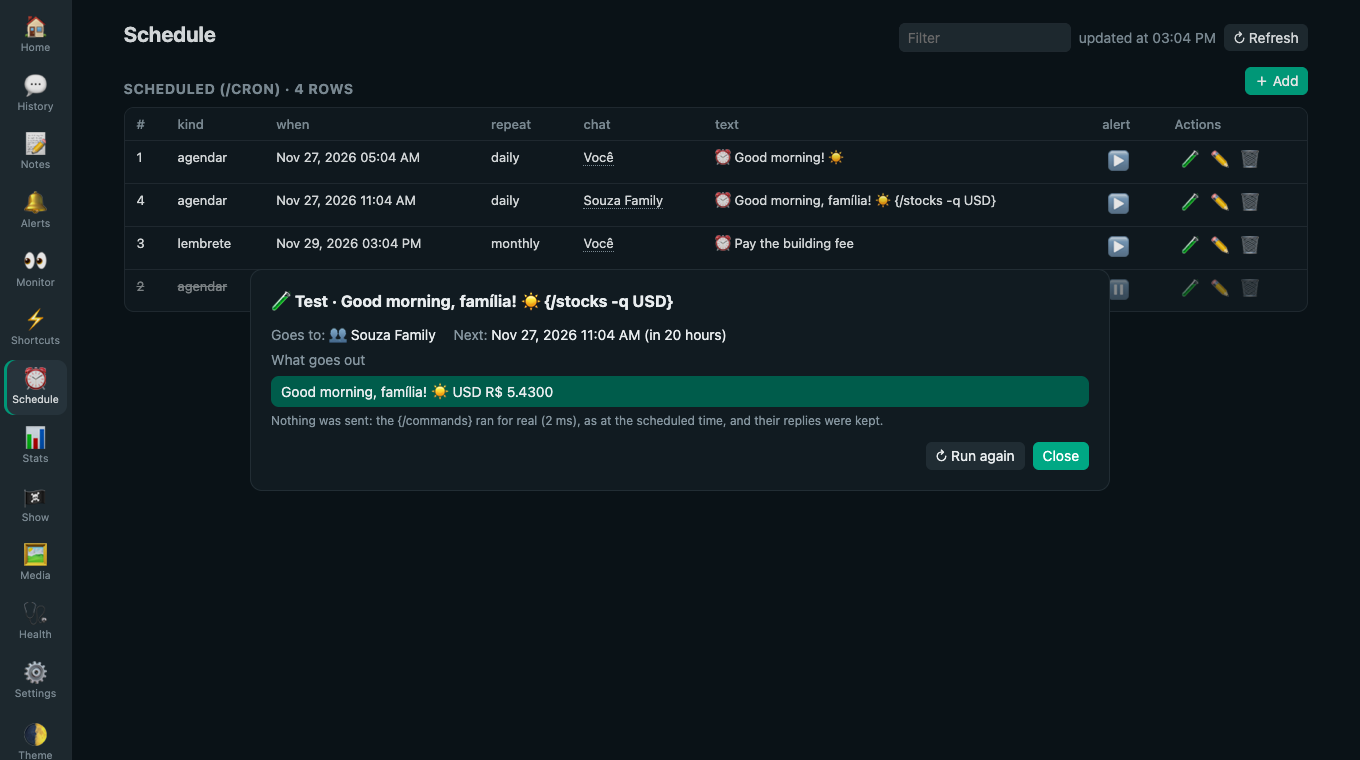 Home
History
Notes
Alerts
Monitor
Shortcuts
Schedule
Stats
Show
Media
Health
Settings
Theme
Schedule
Filter
updated at 03:04 PM
↻ Refresh
SCHEDULED (/CRON) · 4 ROWS
+ Add
# kind when repeat chat text alert Actions
1 agendar Nov 27, 2026 05:04 AM daily Você ⏰ Good morning! ☀️
4 agendar Nov 27, 2026 11:04 AM daily Souza Family ⏰ Good morning, família! ☀️ {/stocks -q USD}
3 lembrete Nov 29, 2026 03:04 PM monthly Você ⏰ Pay the building fee
2 agendar
Test · Good morning, família! ☀️ {/stocks -q USD}
Goes to: 👥 Souza Family Next: Nov 27, 2026 11:04 AM (in 20 hours)
What goes out
Good morning, família! ☀️ USD R$ 5.4300
Nothing was sent: the {/commands} ran for real (2 ms), as at the scheduled time, and their replies were kept.
↻ Run again
Close